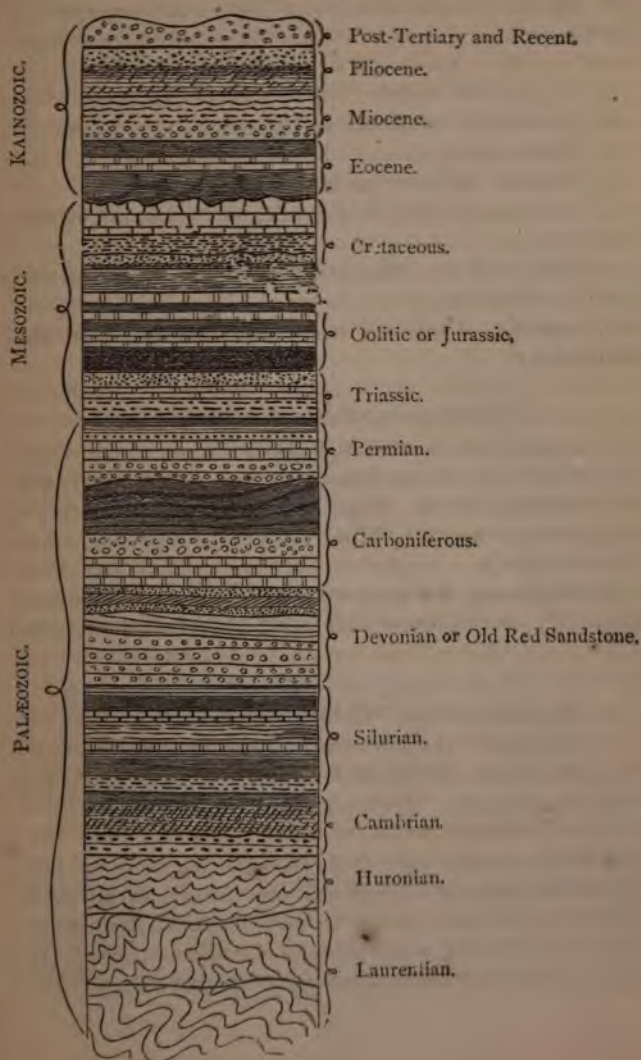 KAINOZOIC.
Post-Tertiary and Recent.
Pliocene.
Miocene.
Eocene.
MESOZOIC.
Cretaceous.
Oolitic or Jurassic.
Triassic.
PALÆOZOIC.
Permian.
Carboniferous.
Devonian or Old Red Sandstone.
Silurian.
Cambrian.
Huronian.
Laurentian.